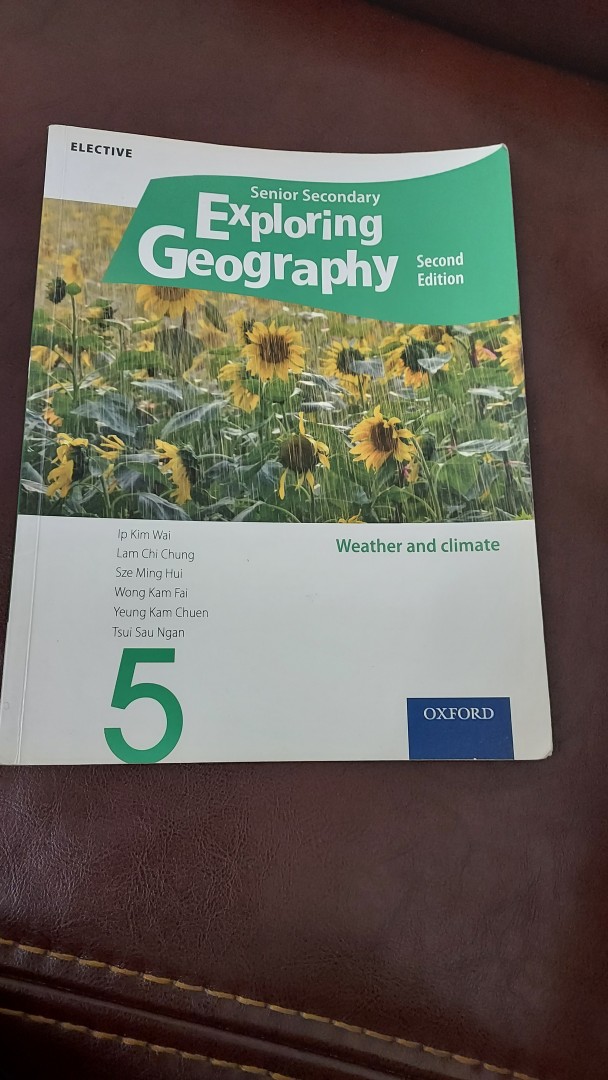 ELECTIVE
Senior Secondary
Exploring
Geography
Second
Edition
Ip Kim Wai
Lam Chi Chung
Sze Ming Hui
Wong Kam Fai
Yeung Kam Chuen
Tsui Sau Ngan
Weather and climate
5
OXFORD